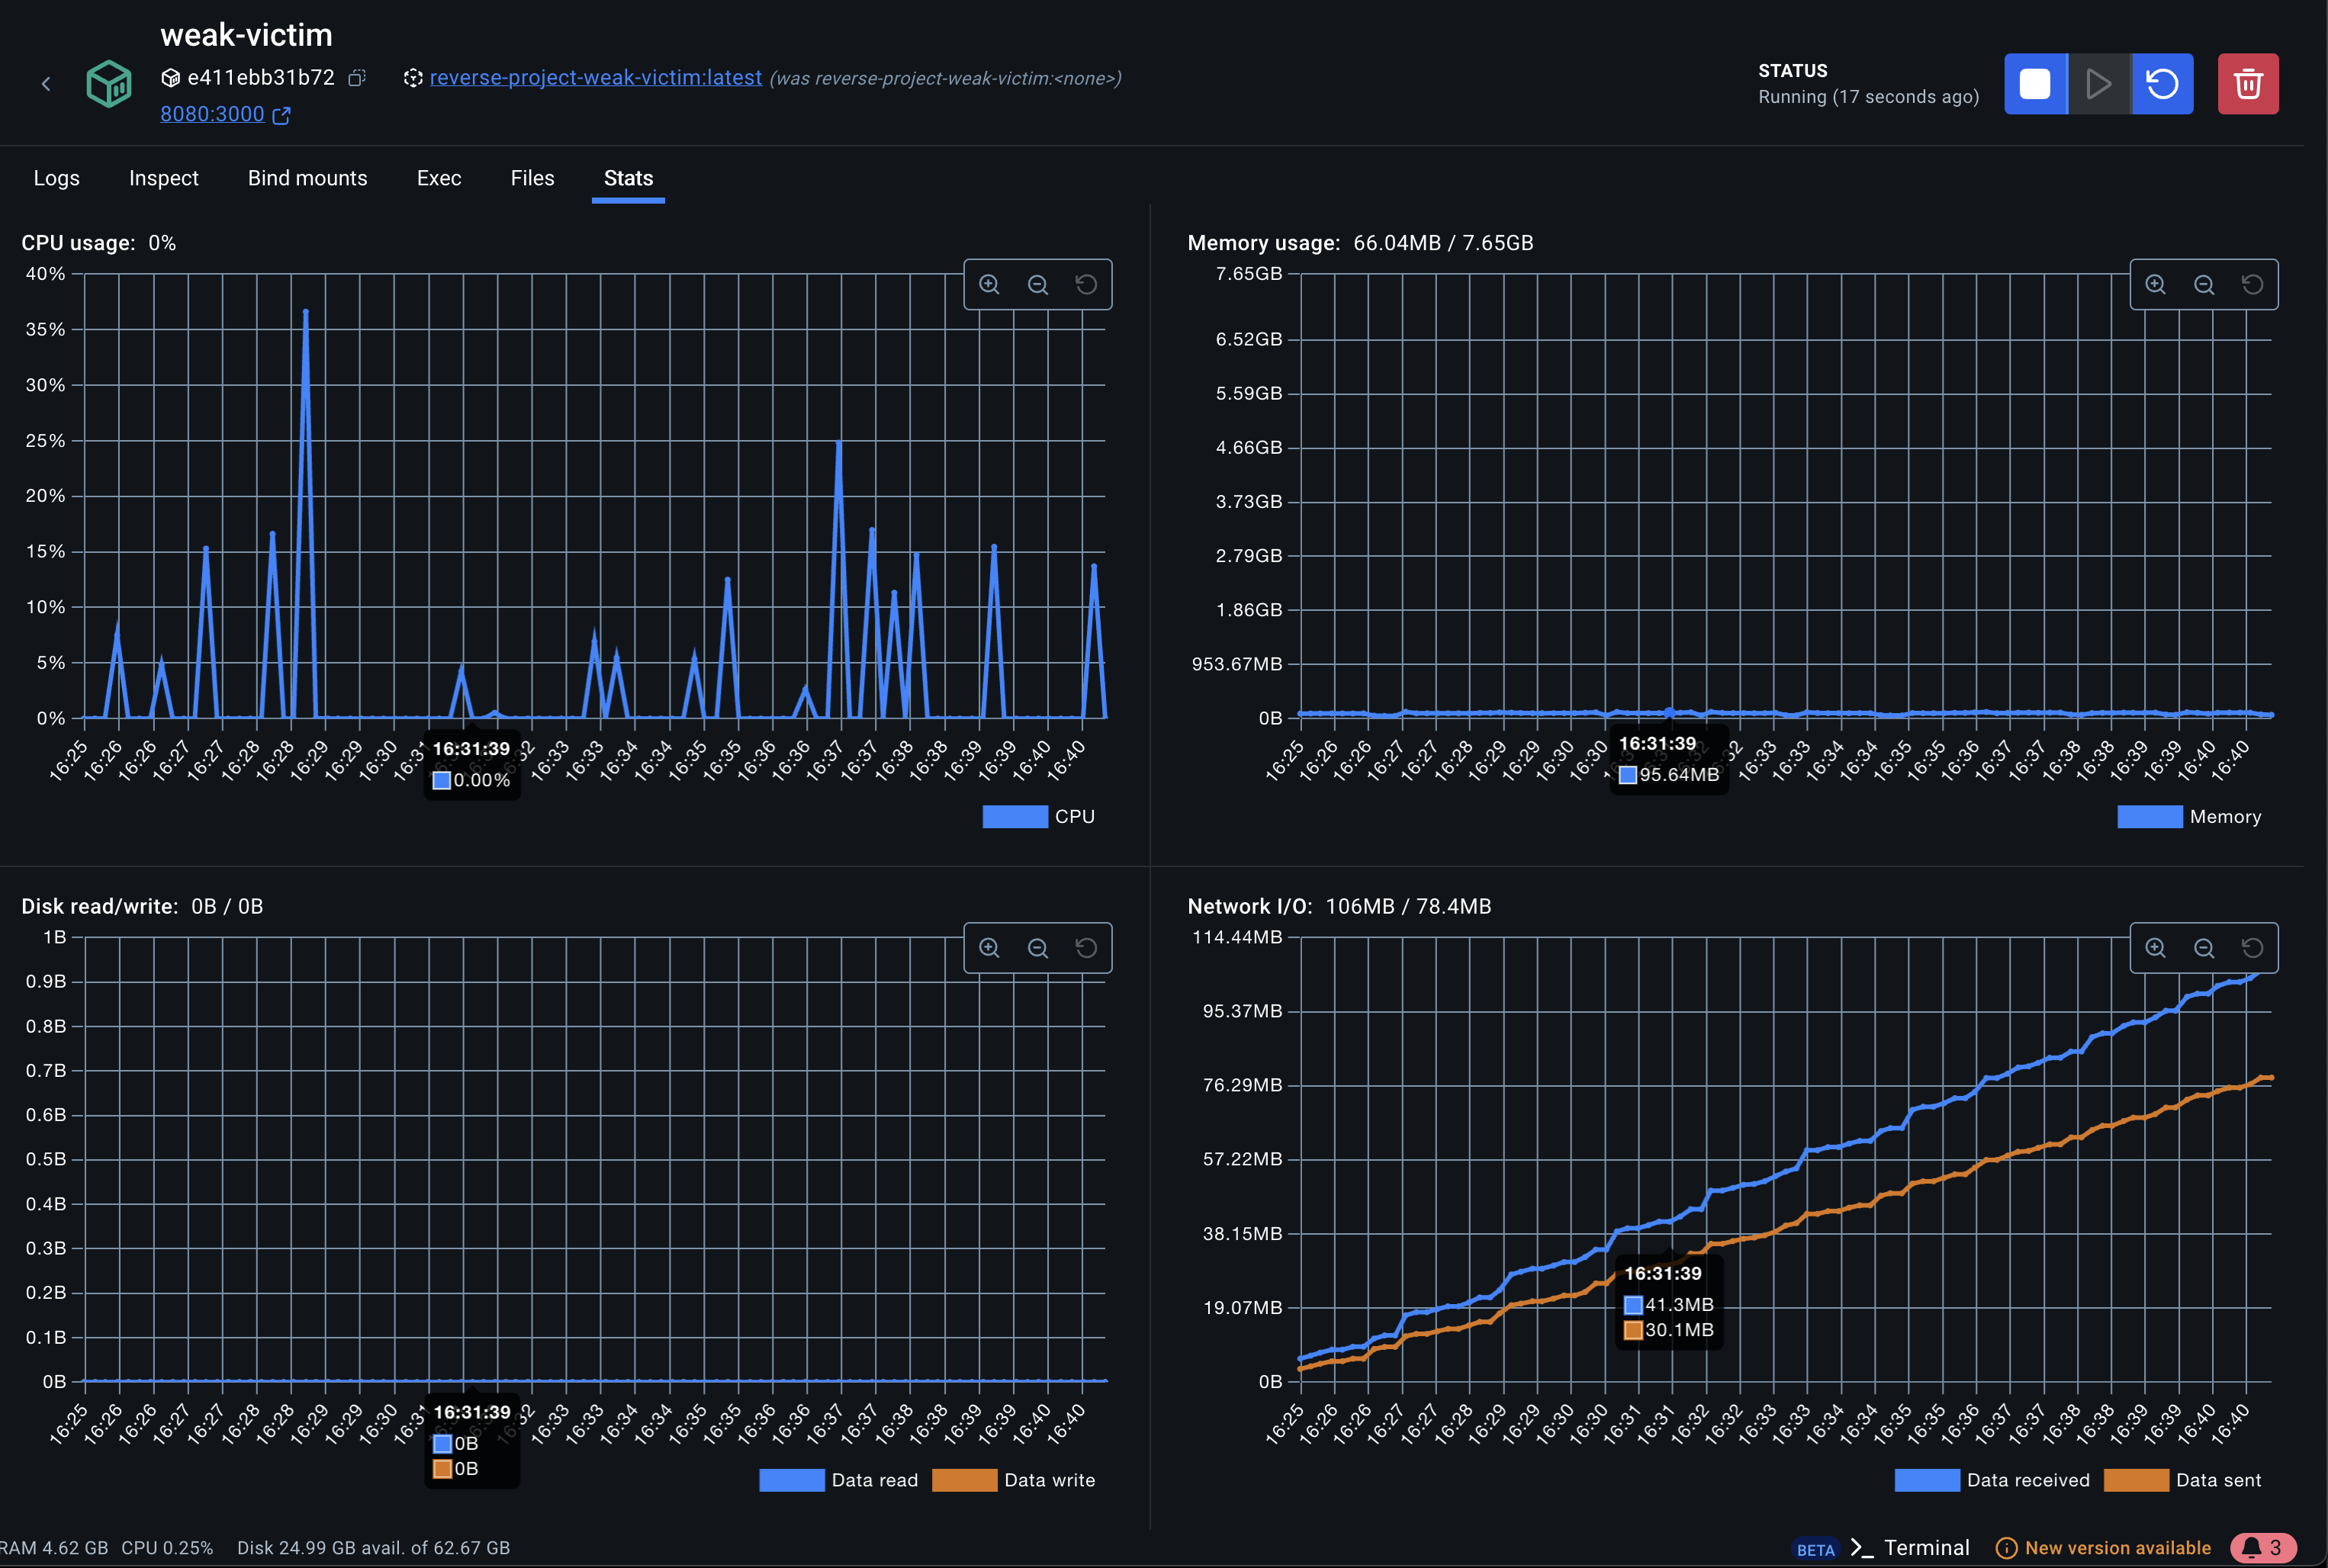 weak-victim
e411ebb31b72 reverse-project-weak-victim:latest (was reverse-project-weak-victim:<none>)
8080:3000
STATUS
Running (17 seconds ago)
Logs Inspect Bind mounts Exec Files Stats
CPU usage: 0%
40%
35%
30%
25%
20%
15%
10%
5%
0%
16:25 16:26 16:26 16:27 16:27 16:28 16:28 16:29 16:29 16:30 16:31 16:32 16:33 16:33 16:34 16:34 16:35 16:35 16:36 16:36 16:37 16:37 16:38 16:38 16:39 16:39 16:40 16:40
16:31:39
0.00%
CPU
Memory usage: 66.04MB / 7.65GB
7.65GB
6.52GB
5.59GB
4.66GB
3.73GB
2.79GB
1.86GB
953.67MB
0B
16:25 16:26 16:26 16:27 16:27 16:28 16:29 16:29 16:30 16:30 16:32 16:32 16:33 16:33 16:34 16:34 16:35 16:35 16:36 16:37 16:37 16:38 16:38 16:39 16:39 16:40 16:40
16:31:39
95.64MB
Memory
Disk read/write: 0B / 0B
1B
0.9B
0.8B
0.7B
0.6B
0.5B
0.4B
0.3B
0.2B
0.1B
0B
16:25 16:26 16:26 16:27 16:27 16:28 16:28 16:29 16:29 16:30 16:31 16:32 16:33 16:33 16:34 16:34 16:35 16:35 16:36 16:36 16:37 16:37 16:38 16:38 16:39 16:39 16:40 16:40
16:31:39
0B
0B
Data read Data write
Network I/O: 106MB / 78.4MB
114.44MB
95.37MB
76.29MB
57.22MB
38.15MB
19.07MB
0B
16:25 16:26 16:26 16:27 16:27 16:28 16:29 16:29 16:30 16:30 16:31 16:31 16:32 16:32 16:33 16:33 16:34 16:34 16:35 16:35 16:36 16:37 16:37 16:38 16:38 16:39 16:39 16:40 16:40
16:31:39
41.3MB
30.1MB
Data received Data sent
RAM 4.62 GB CPU 0.25% Disk 24.99 GB avail. of 62.67 GB
BETA >_ Terminal New version available 3